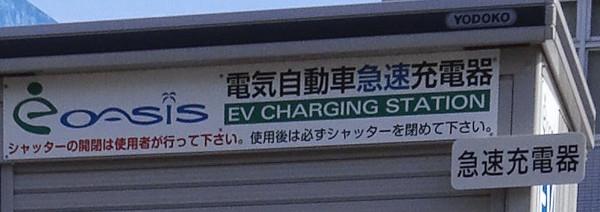 YODOKO
e OASIS
電気自動車急速充電器
EV CHARGING STATION
シャッターの開閉は使用者が行って下さい。使用後は必ずシャッターを閉めて下さい。
急速充電器